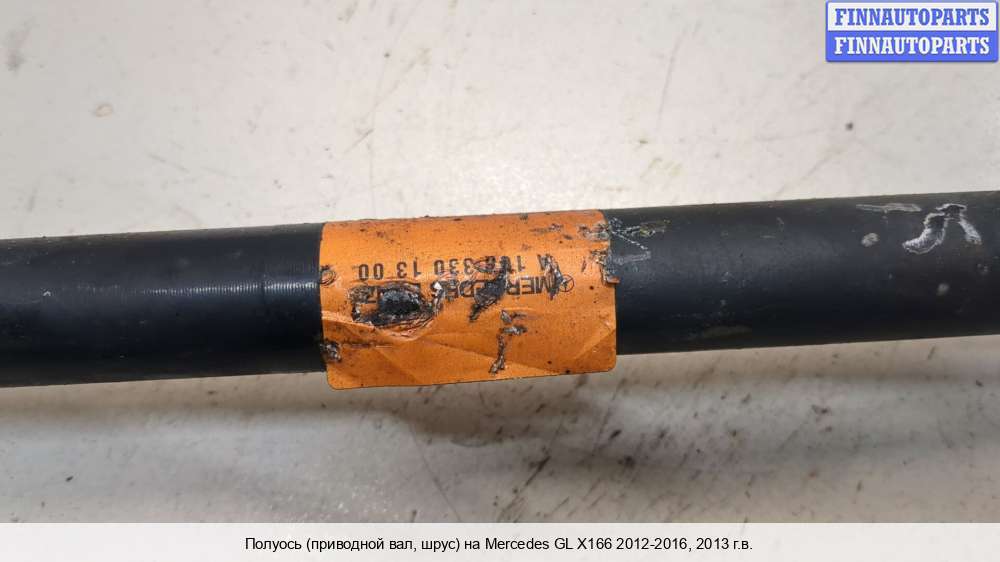 FINNAUTOPARTS
FINNAUTOPARTS
330 13 00
Полуось (приводной вал, шрус) на Mercedes GL X166 2012-2016, 2013 г.в.